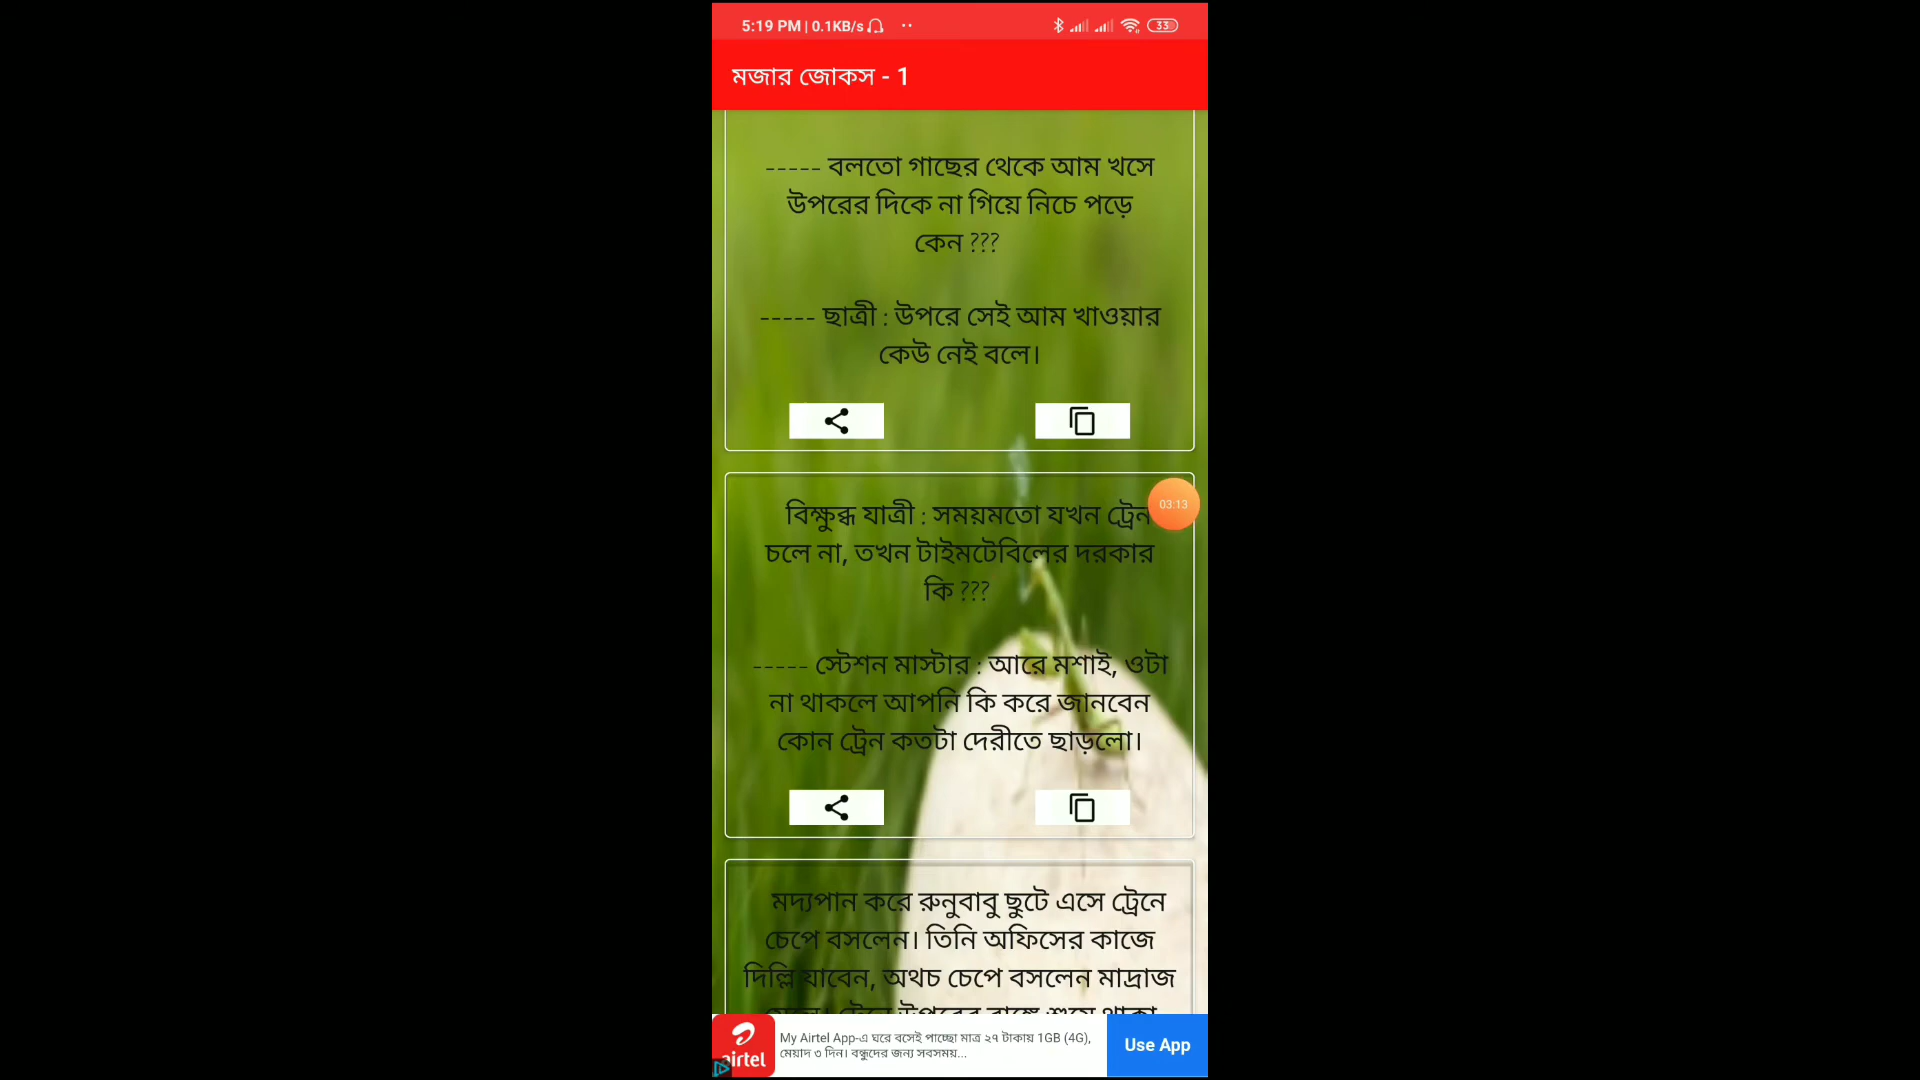 5:19 PM | 0.1KB/s
33
মজার জোকস - 1
----- বলতো গাছের থেকে আম খসে
উপরের দিকে না গিয়ে নিচে পড়ে
কেন ???
----- ছাত্রী : উপরে সেই আম খাওয়ার
কেউ নেই বলে।
বিক্ষুব্ধ যাত্রী : সময়মতো যখন ট্রেন
03:13
চলে না, তখন টাইমটেবিলের দরকার
কি ???
----- স্টেশন মাস্টার : আরে মশাই, ওটা
না থাকলে আপনি কি করে জানবেন
কোন ট্রেন কতটা দেরীতে ছাড়লো।
মদ্যপান করে রুনুবাবু ছুটে এসে ট্রেনে
চেপে বসলেন। তিনি অফিসের কাজে
দিল্লি যাবেন, অথচ চেপে বসলেন মাদ্রাজ
উপরের
airtel
My Airtel App-এ ঘরে বসেই পাচ্ছো মাত্র ২৭ টাকায় 1GB (4G),
মেয়াদ ৩ দিন। বন্ধুদের জন্য সবসময়...
Use App